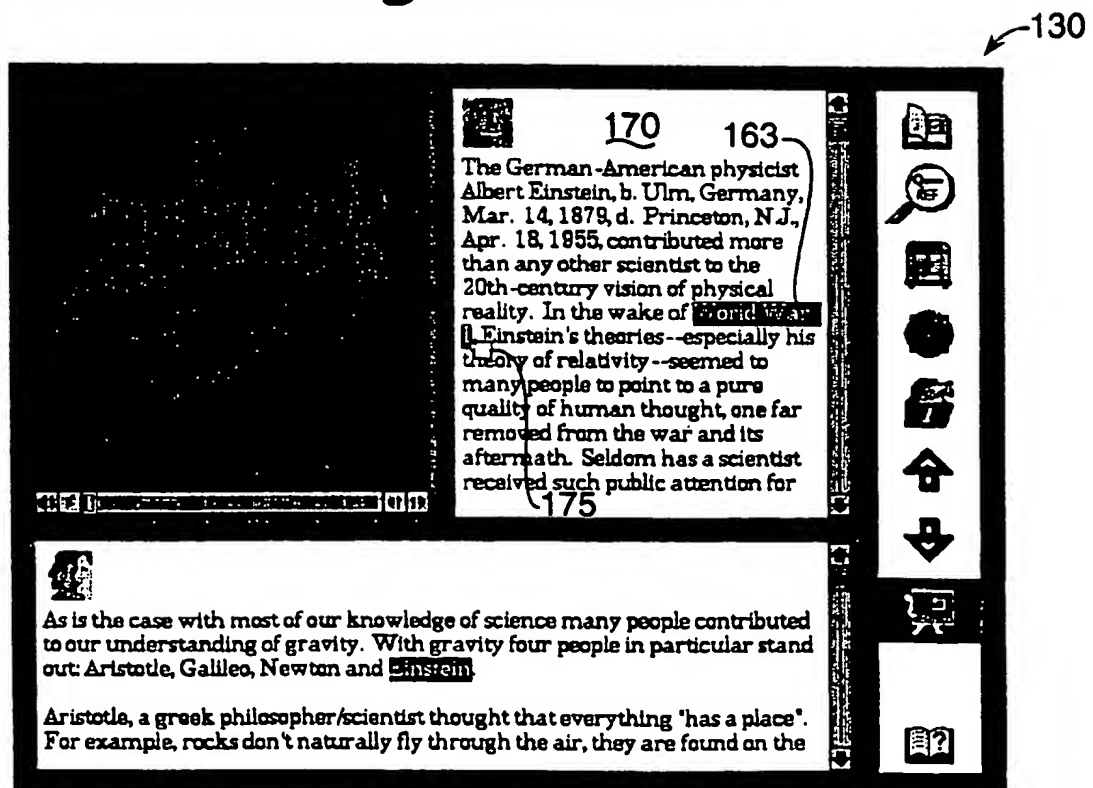 130
170
163
The German-American physicist
Albert Einstein, b. Ulm, Germany,
Mar. 14, 1879, d. Princeton, N.J.,
Apr. 18, 1955, contributed more
than any other scientist to the
20th-century vision of physical
reality. In the wake of World War
I, Einstein's theories--especially his
theory of relativity--seemed to
many people to point to a pure
quality of human thought, one far
removed from the war and its
aftermath. Seldom has a scientist
received such public attention for
175
As is the case with most of our knowledge of science many people contributed
to our understanding of gravity. With gravity four people in particular stand
out: Aristotle, Galileo, Newton and Einstein.
Aristotle, a greek philosopher/scientist thought that everything "has a place".
For example, rocks don't naturally fly through the air, they are found on the
REF
?